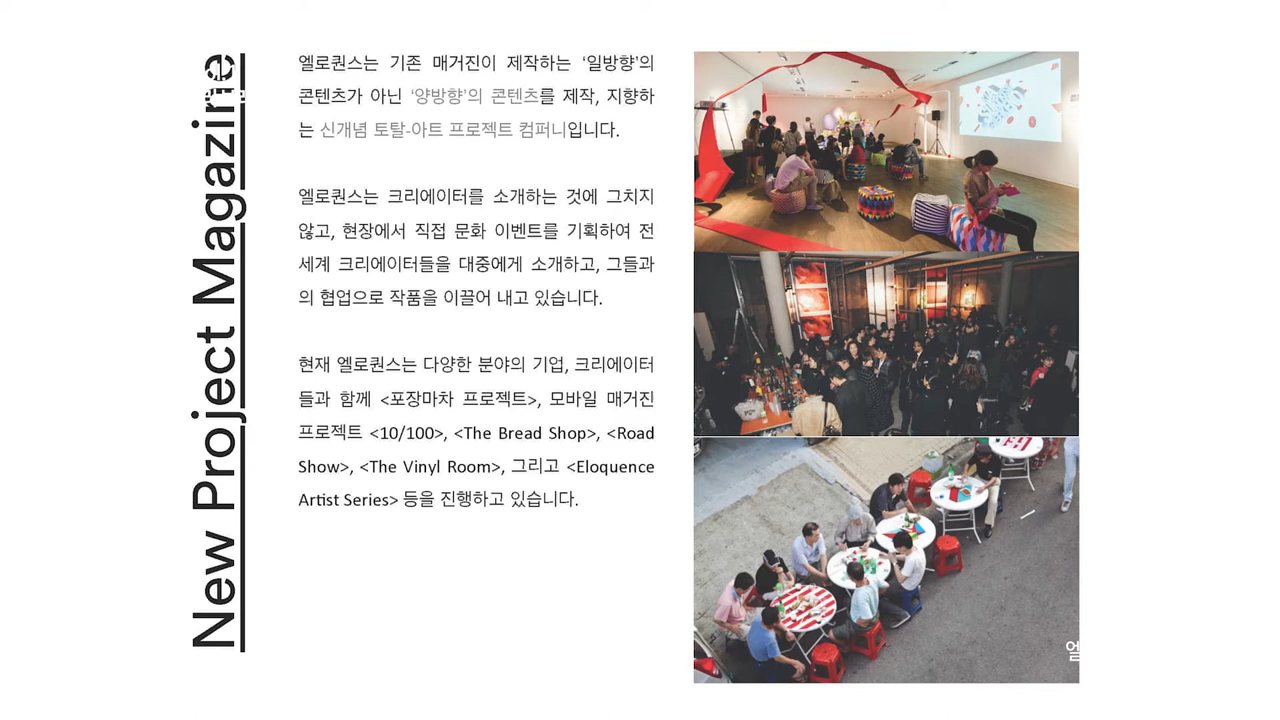 New Project Magazine
엘로퀀스는 기존 매거진이 제작하는 ‘일방향’의
콘텐츠가 아닌 ‘양방향’의 콘텐츠를 제작, 지향하
는 신개념 토탈-아트 프로젝트 컴퍼니입니다.
엘로퀀스는 크리에이터를 소개하는 것에 그치지
않고, 현장에서 직접 문화 이벤트를 기획하여 전
세계 크리에이터들을 대중에게 소개하고, 그들과
의 협업으로 작품을 이끌어 내고 있습니다.
현재 엘로퀀스는 다양한 분야의 기업, 크리에이터
들과 함께 <포장마차 프로젝트>, 모바일 매거진
프로젝트 <10/100>, <The Bread Shop>, <Road
Show>, <The Vinyl Room>, 그리고 <Eloquence
Artist Series> 등을 진행하고 있습니다.